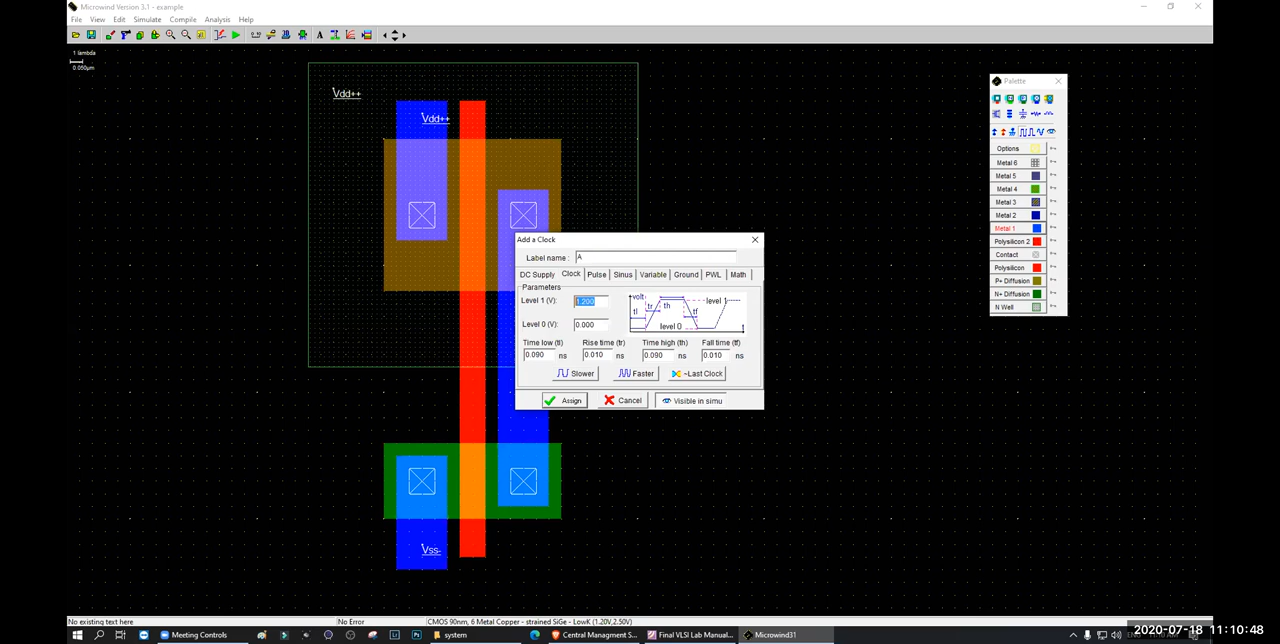 Microwind Version 3.1 - example
File View Edit Simulate Compile Analysis Help
1 lambda
0.050µm
Vdd++
Vdd++
Vss-
Add a Clock
Label name : A
DC Supply Clock Pulse Sinus Variable Ground PWL Math
Parameters
Level 1 (V): 1.200
Level 0 (V): 0.000
volt tr th level 1
tl tf
level 0 t
Time low (tl) Rise time (tr) Time high (th) Fall time (tf)
0.090 ns 0.010 ns 0.090 ns 0.010 ns
Slower Faster ~Last Clock
Assign Cancel Visible in simu
Palette
Options
Metal 6
Metal 5
Metal 4
Metal 3
Metal 2
Metal 1
Polysilicon 2
Contact
Polysilicon
P+ Diffusion
N+ Diffusion
N Well
No existing text here No Error CMOS 90nm, 6 Metal Copper - strained SiGe - LowK (1.20V,2.50V)
Meeting Controls system Central Managment S... Final VLSI Lab Manual... Microwind31
2020-07-18 11:10:48